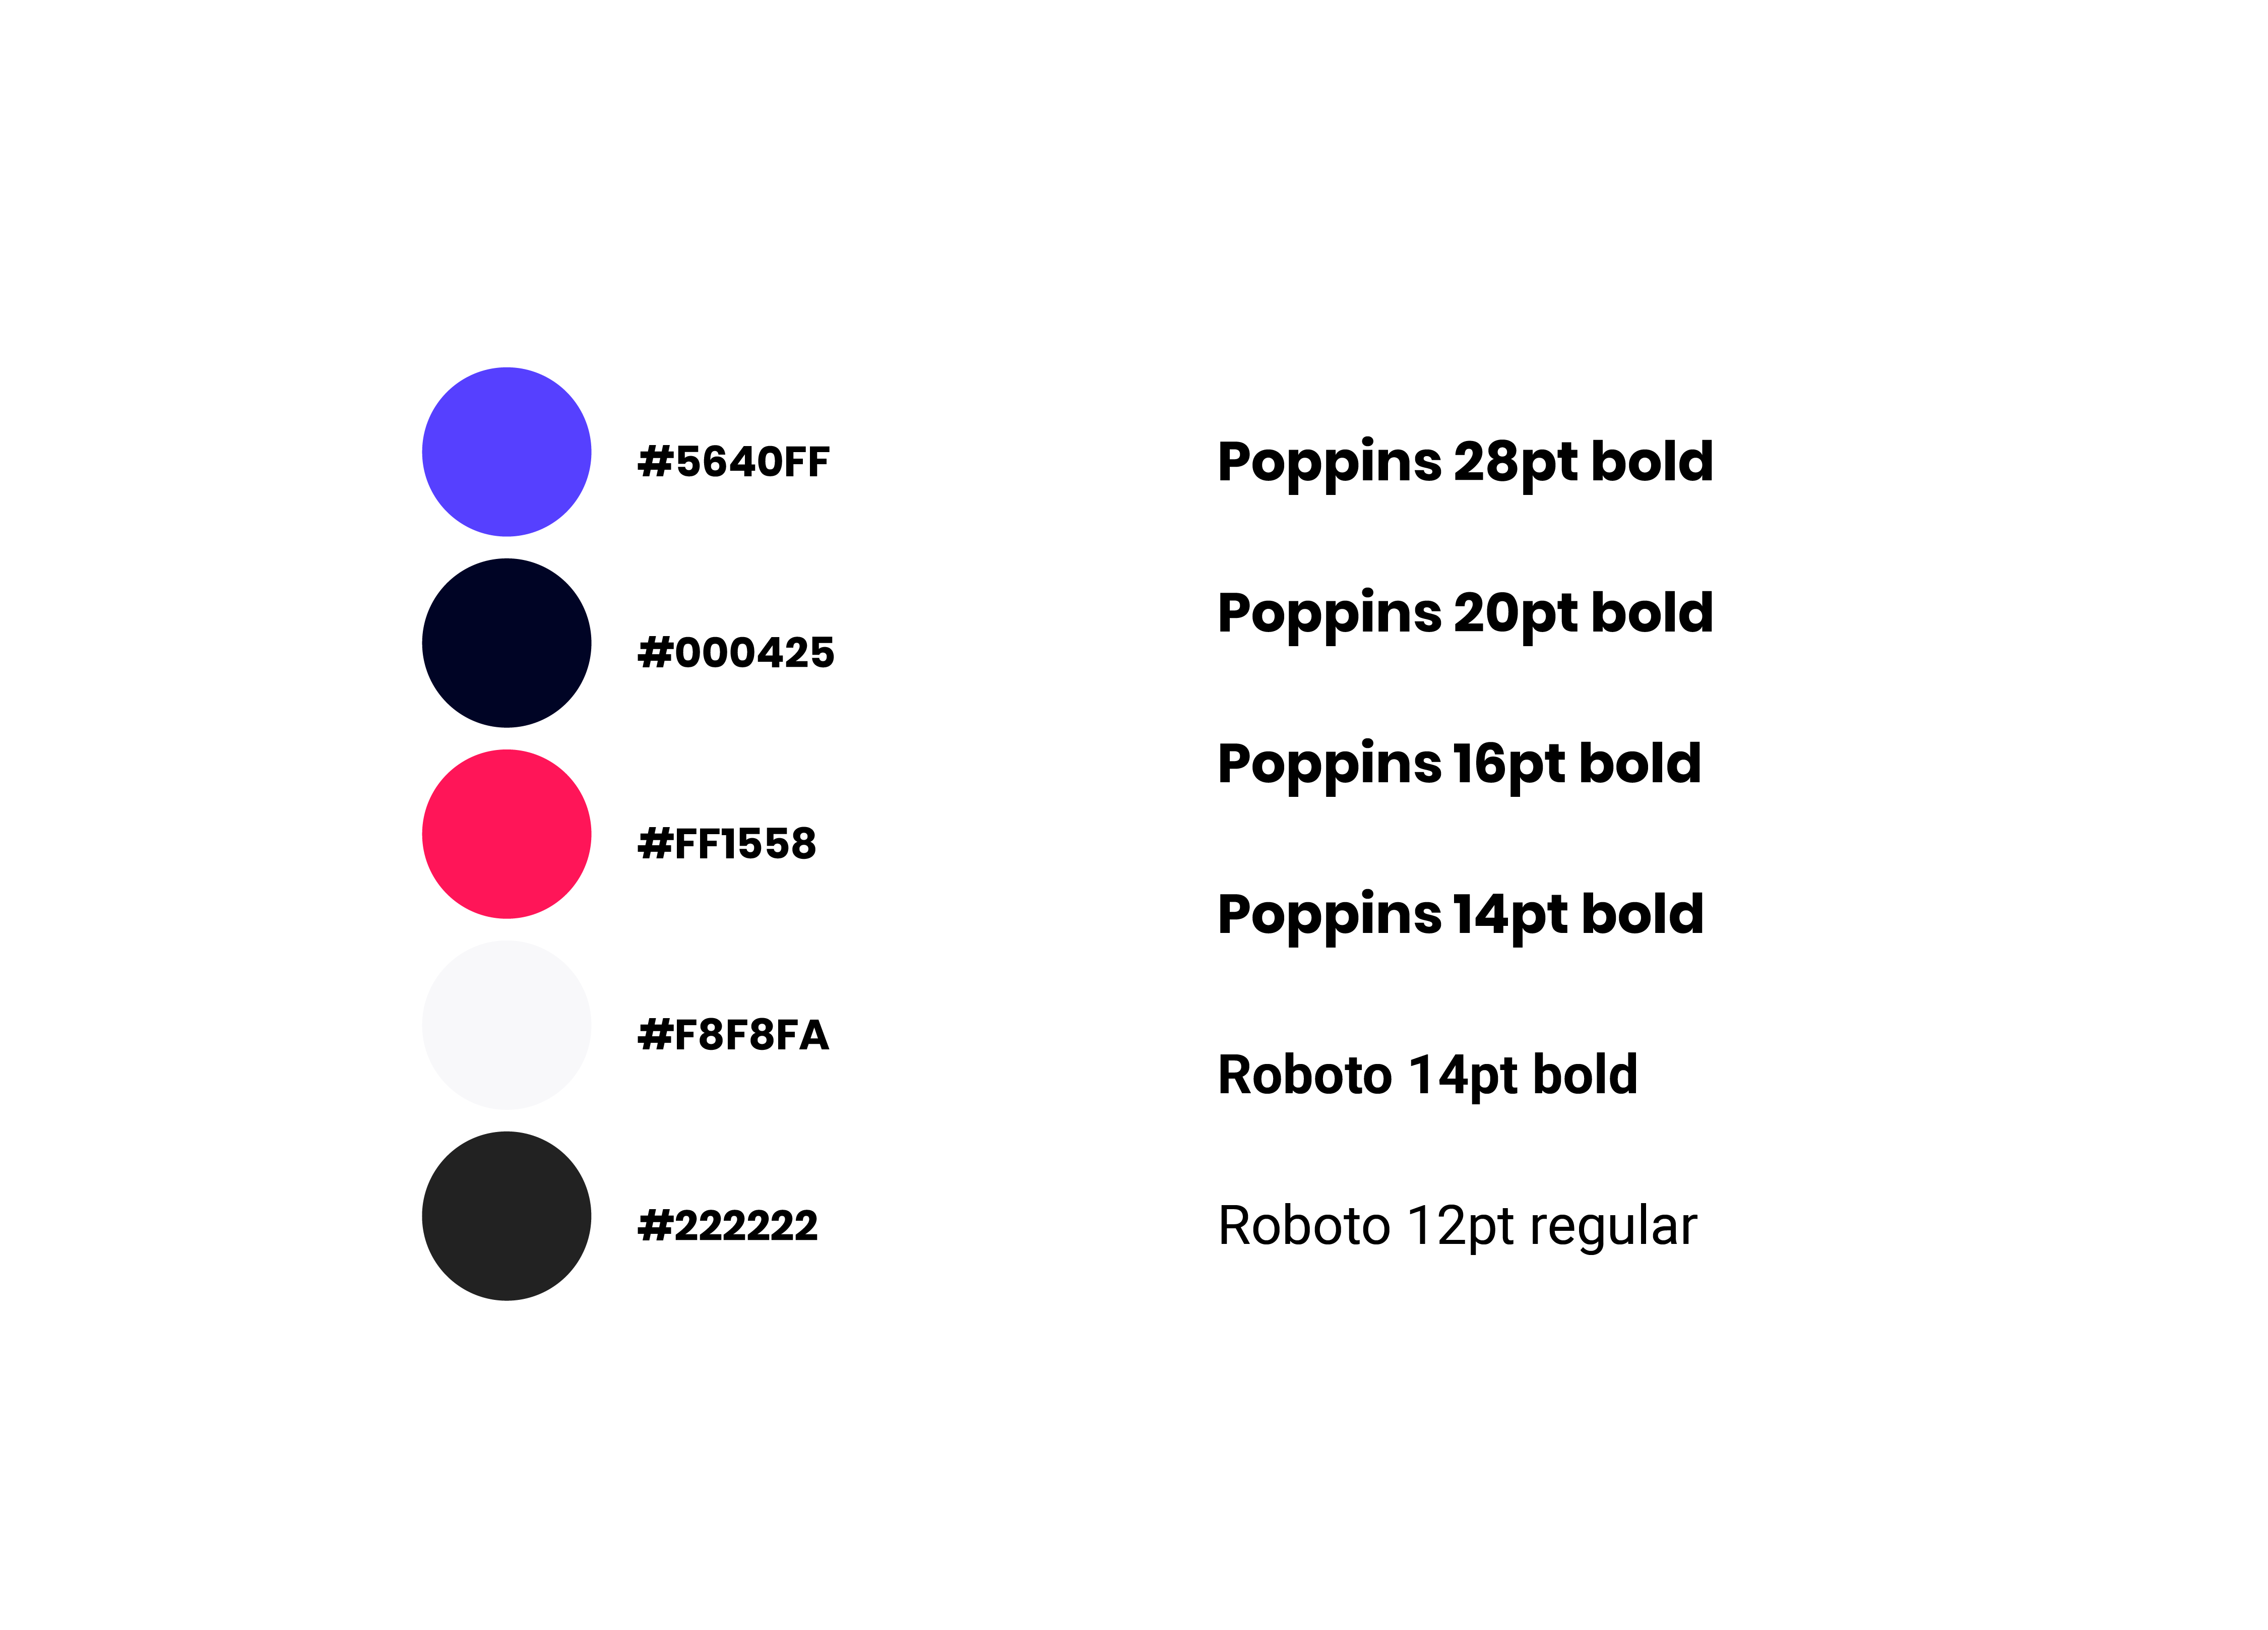 #5640FF
#000425
#FF1558
#F8F8FA
#222222
Poppins 28pt bold
Poppins 20pt bold
Poppins 16pt bold
Poppins 14pt bold
Roboto 14pt bold
Roboto 12pt regular